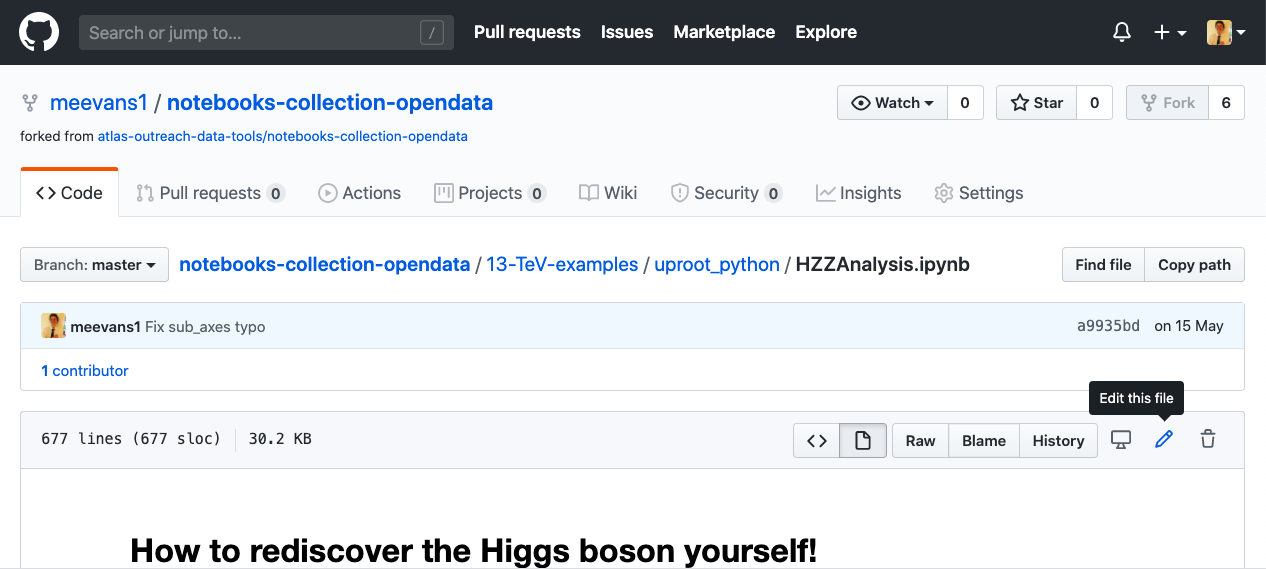 Search or jump to... / Pull requests Issues Marketplace Explore
meevans1 / notebooks-collection-opendata Watch 0 Star 0 Fork 6
forked from atlas-outreach-data-tools/notebooks-collection-opendata
Code Pull requests 0 Actions Projects 0 Wiki Security 0 Insights Settings
Branch: master notebooks-collection-opendata / 13-TeV-examples / uproot_python / HZZAnalysis.ipynb Find file Copy path
meevans1 Fix sub_axes typo a9935bd on 15 May
1 contributor
Edit this file
677 lines (677 sloc) 30.2 KB Raw Blame History
How to rediscover the Higgs boson yourself!